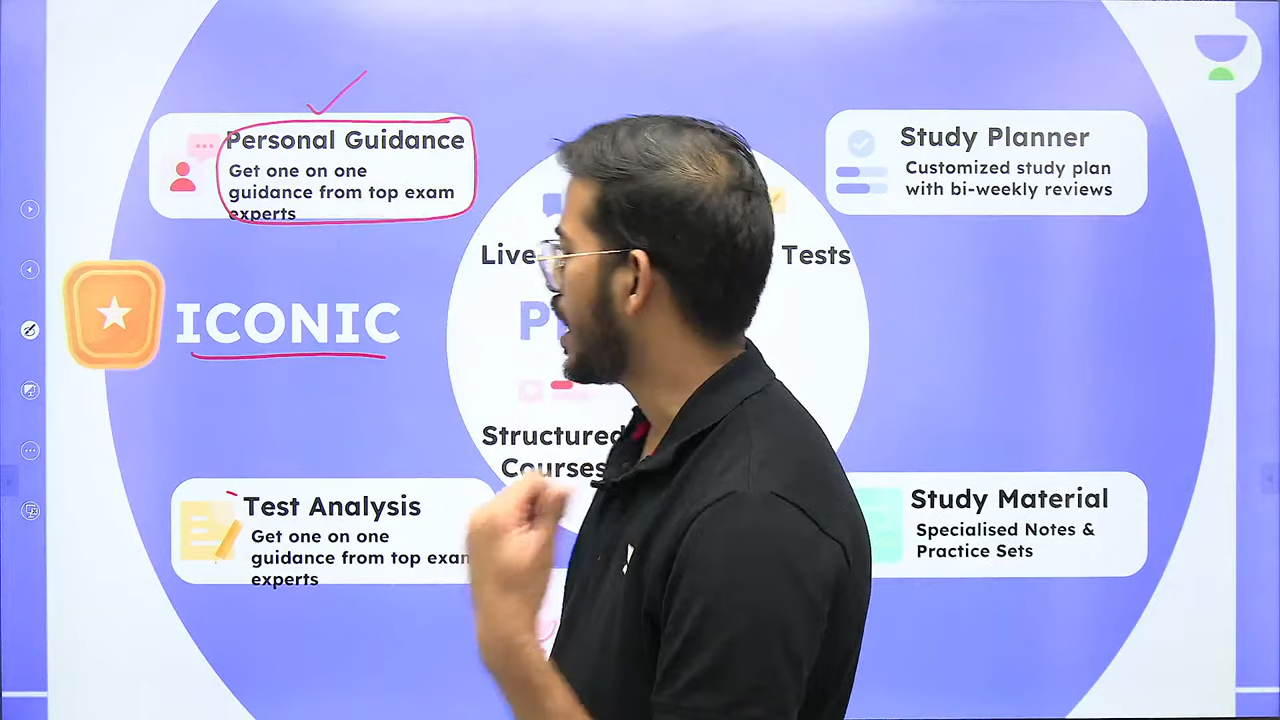 Personal Guidance
Get one on one
guidance from top exam
experts
Study Planner
Customized study plan
with bi-weekly reviews
Live
Tests
ICONIC
Structured
Courses
Test Analysis
Get one on one
guidance from top exam
experts
Study Material
Specialised Notes &
Practice Sets